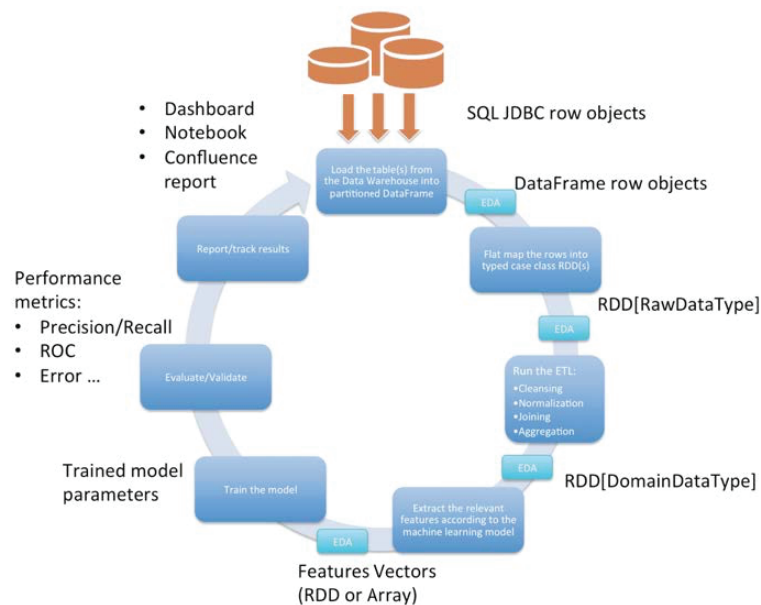 SQL JDBC row objects
• Dashboard
• Notebook
• Confluence
report
Load the table(s) from
the Data Warehouse into
partitioned DataFrame
DataFrame row objects
EDA
Flat map the rows into
typed case class RDD(s)
RDD[RawDataType]
EDA
Run the ETL:
•Cleansing
•Normalization
•Joining
•Aggregation
EDA
RDD[DomainDataType]
Extract the relevant
features according to the
machine learning model
EDA
Features Vectors
(RDD or Array)
Train the model
Trained model
parameters
Evaluate/Validate
Performance
metrics:
• Precision/Recall
• ROC
• Error ...
Report/track results